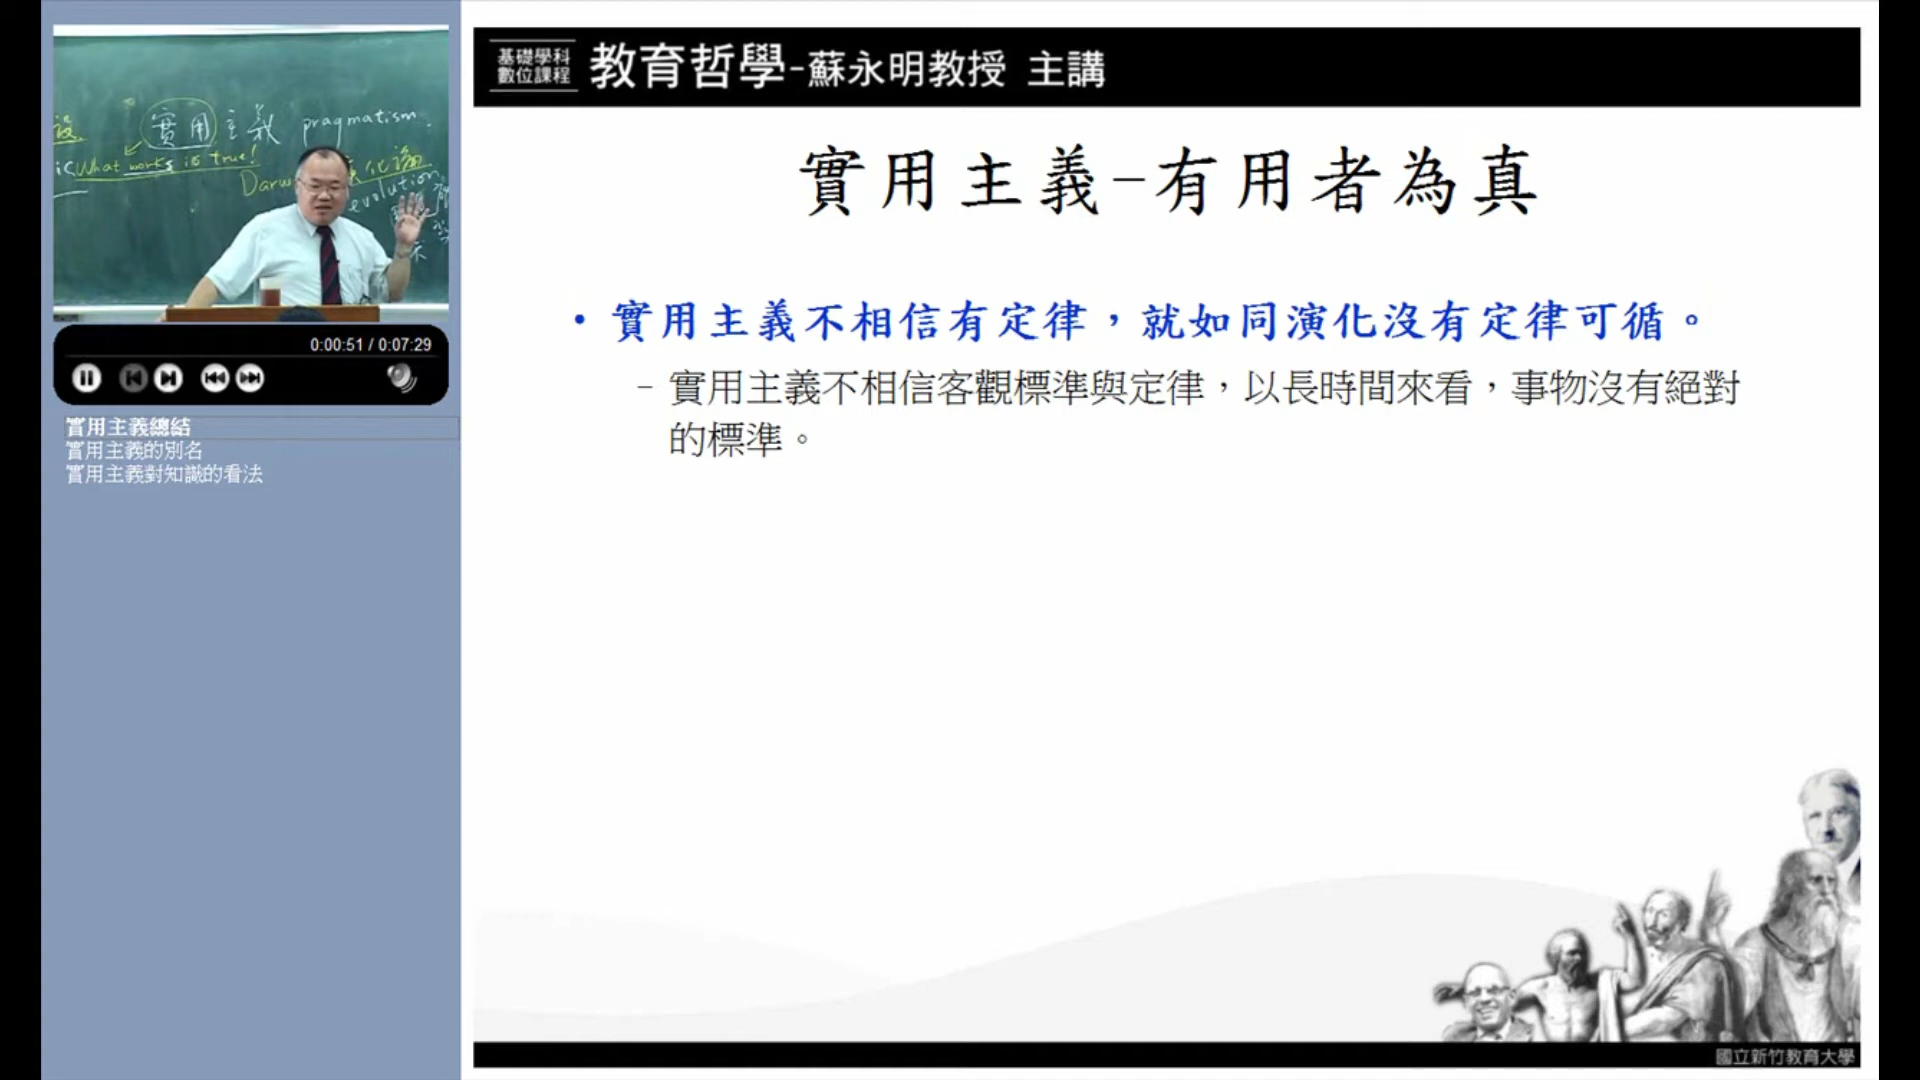 基礎學科
數位課程
教育哲學-蘇永明教授 主講
實用主義 pragmatism.
What works is true!
evolution
0:00:51 / 0:07:29
實用主義總結
實用主義的別名
實用主義對知識的看法
實用主義-有用者為真
• 實用主義不相信有定律，就如同演化沒有定律可循。
- 實用主義不相信客觀標準與定律，以長時間來看，事物沒有絕對
的標準。
國立新竹教育大學